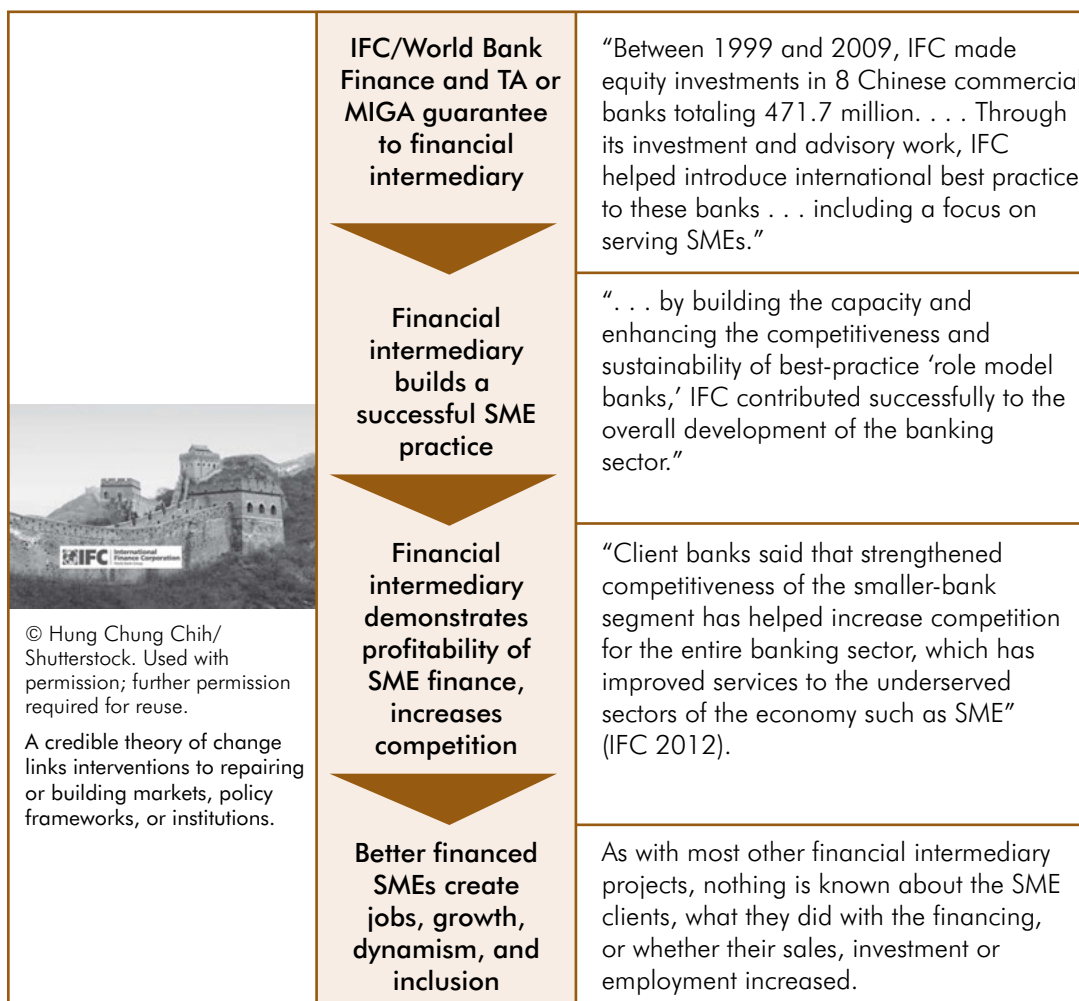 IFC/World Bank
Finance and TA or
MIGA guarantee
to financial
intermediary
“Between 1999 and 2009, IFC made
equity investments in 8 Chinese commercial
banks totaling 471.7 million. . . . Through
its investment and advisory work, IFC
helped introduce international best practice
to these banks . . . including a focus on
serving SMEs.”
Financial
intermediary
builds a
successful SME
practice
“. . . by building the capacity and
enhancing the competitiveness and
sustainability of best-practice ‘role model
banks,’ IFC contributed successfully to the
overall development of the banking
sector.”
IFC
International
Finance Corporation
© Hung Chung Chih/
Shutterstock. Used with
permission; further permission
required for reuse.
A credible theory of change
links interventions to repairing
or building markets, policy
frameworks, or institutions.
Financial
intermediary
demonstrates
profitability of
SME finance,
increases
competition
“Client banks said that strengthened
competitiveness of the smaller-bank
segment has helped increase competition
for the entire banking sector, which has
improved services to the underserved
sectors of the economy such as SME”
(IFC 2012).
Better financed
SMEs create
jobs, growth,
dynamism, and
inclusion
As with most other financial intermediary
projects, nothing is known about the SME
clients, what they did with the financing,
or whether their sales, investment or
employment increased.